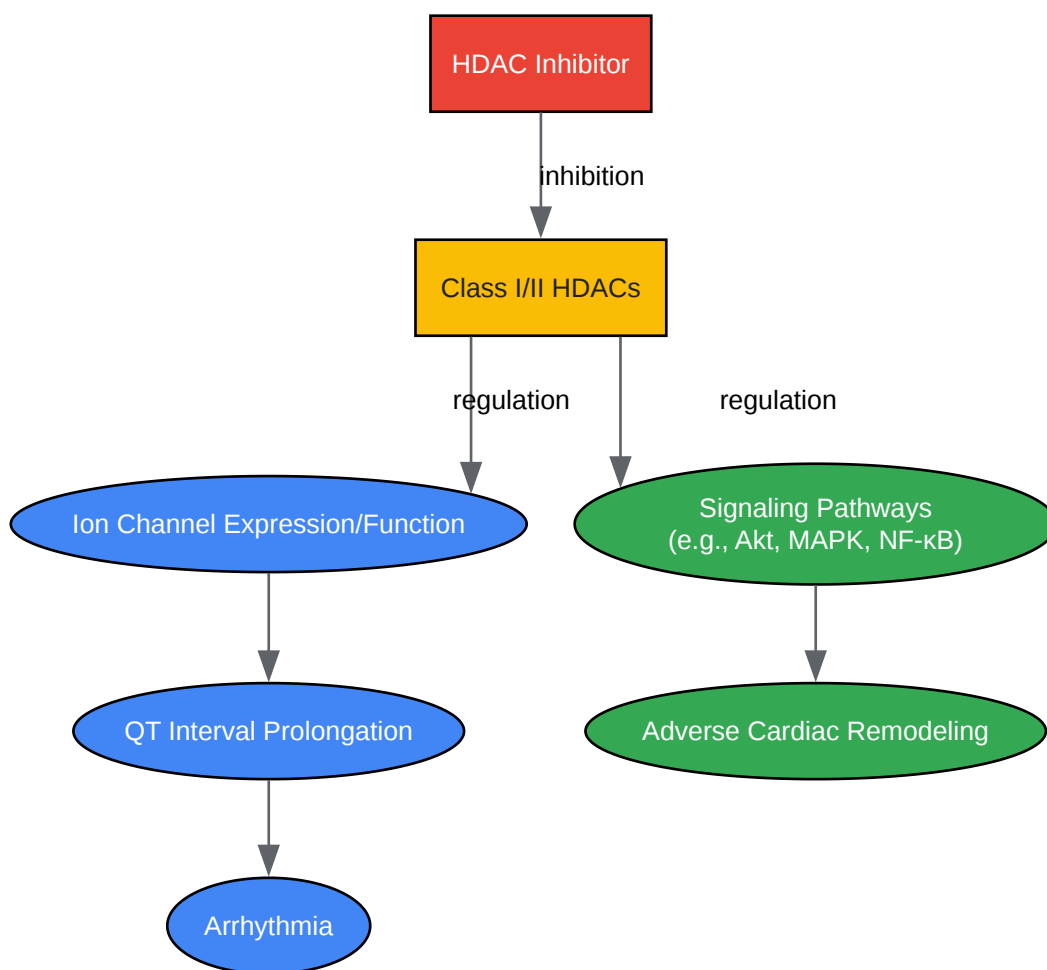 HDAC Inhibitor
inhibition
Class I/II HDACs
regulation
regulation
Ion Channel Expression/Function
Signaling Pathways
(e.g., Akt, MAPK, NF-κB)
QT Interval Prolongation
Adverse Cardiac Remodeling
Arrhythmia